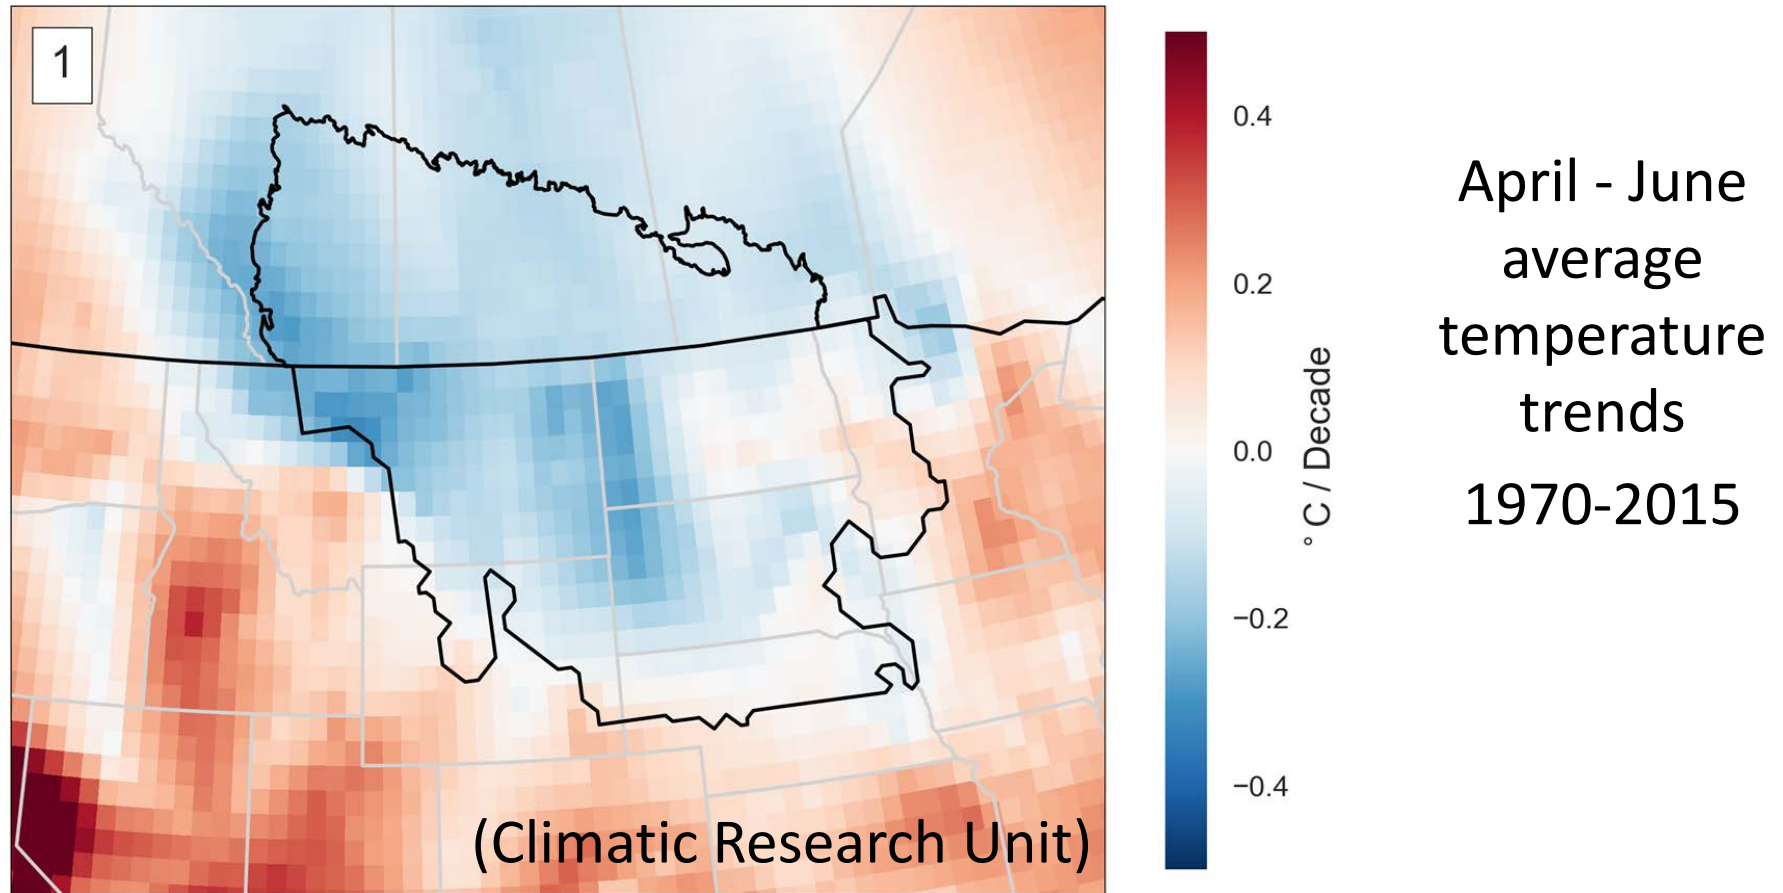 1
0.4
0.2
0.0
−0.2
−0.4
° C / Decade
April - June
average
temperature
trends
1970-2015
(Climatic Research Unit)